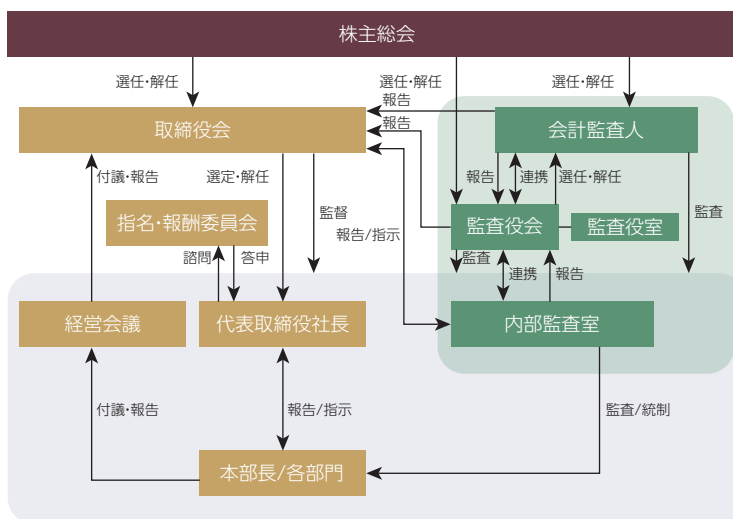 株主総会
選任・解任
選任・解任
選任・解任
報告
取締役会
報告
会計監査人
付議・報告
選定・解任
監督
報告
連携
選任・解任
監査
指名・報酬委員会
監査役会
監査役室
報告/指示
諮問
答申
監査
連携
報告
経営会議
代表取締役社長
内部監査室
付議・報告
報告/指示
監査/統制
本部長/各部門